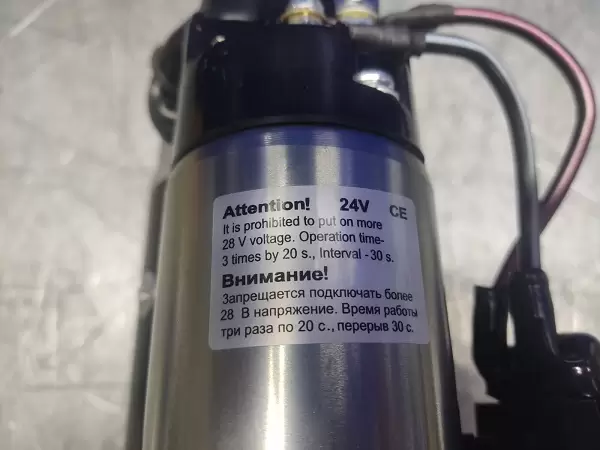 Attention! 24V CE
It is prohibited to put on more
28 V voltage. Operation time-
3 times by 20 s., Interval -30 s.
Внимание!
Запрещается подключать более
28 В напряжение. Время работы
три раза по 20 с., перерыв 30 с.